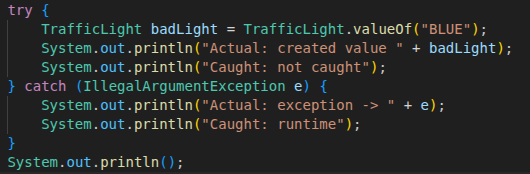 try {
    TrafficLight badLight = TrafficLight.valueOf("BLUE");
    System.out.println("Actual: created value " + badLight);
    System.out.println("Caught: not caught");
} catch (IllegalArgumentException e) {
    System.out.println("Actual: exception -> " + e);
    System.out.println("Caught: runtime");
}
System.out.println();